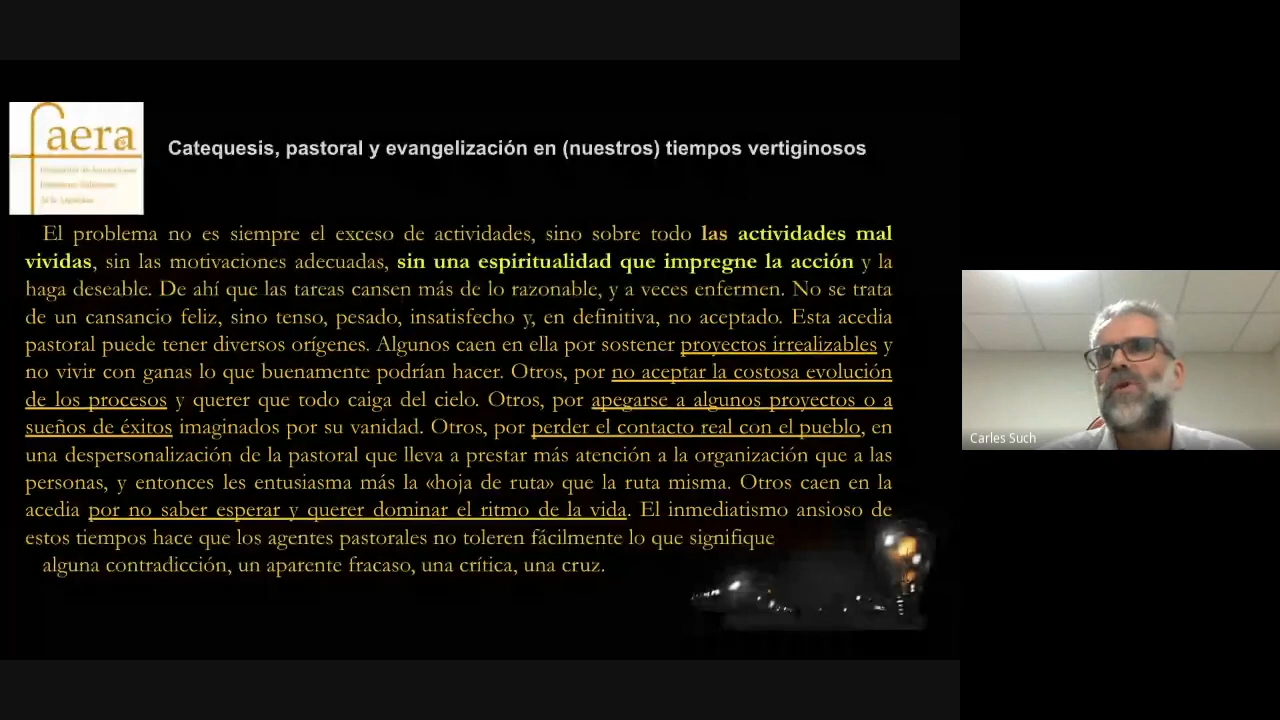 faera
Catequesis, pastoral y evangelización en (nuestros) tiempos vertiginosos
El problema no es siempre el exceso de actividades, sino sobre todo las actividades mal
vividas, sin las motivaciones adecuadas, sin una espiritualidad que impregne la acción y la
haga deseable. De ahí que las tareas cansen más de lo razonable, y a veces enfermen. No se trata
de un cansancio feliz, sino tenso, pesado, insatisfecho y, en definitiva, no aceptado. Esta acedia
pastoral puede tener diversos orígenes. Algunos caen en ella por sostener proyectos irrealizables y
no vivir con ganas lo que buenamente podrían hacer. Otros, por no aceptar la costosa evolución
de los procesos y querer que todo caiga del cielo. Otros, por apegarse a algunos proyectos o a
sueños de éxitos imaginados por su vanidad. Otros, por perder el contacto real con el pueblo, en
una despersonalización de la pastoral que lleva a prestar más atención a la organización que a las
personas, y entonces les entusiasma más la «hoja de ruta» que la ruta misma. Otros caen en la
acedia por no saber esperar y querer dominar el ritmo de la vida. El inmediatismo ansioso de
estos tiempos hace que los agentes pastorales no toleren fácilmente lo que signifique
alguna contradicción, un aparente fracaso, una crítica, una cruz.
Carles Such